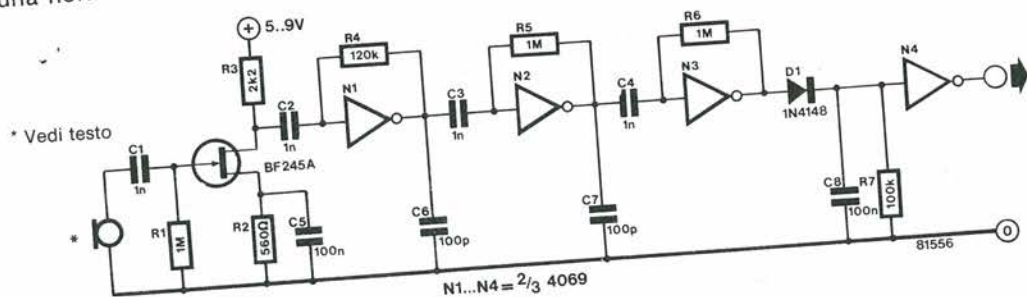 una
5..9V
R3
2k2
R4
120k
N1
C2
1n
R5
1M
N2
C3
1n
R6
1M
N3
C4
1n
D1
1N4148
N4
* Vedi testo
C1
1n
BF245A
*
R1
1M
R2
560Ω
C5
100n
C6
100p
C7
100p
C8
100n
R7
100k
81556
0
N1...N4 = 2/3 4069